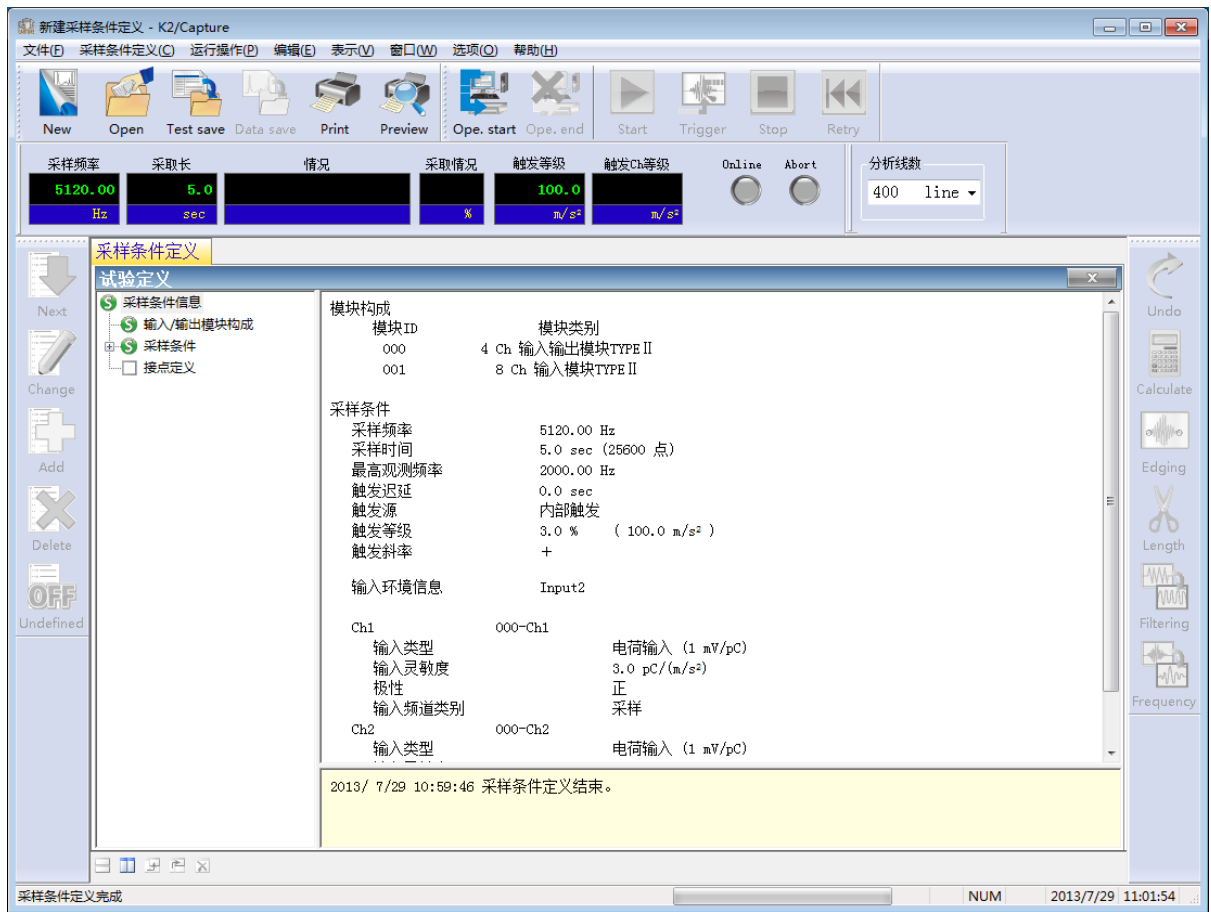 新建采样条件定义 - K2/Capture
文件(F) 采样条件定义(C) 运行操作(P) 编辑(E) 表示(V) 窗口(W) 选项(O) 帮助(H)
New Open Test save Data save Print Preview Ope. start Ope. end Start Trigger Stop Retry
采样频率 采取长 情况 采取情况 触发等级 触发Ch等级 Online Abort 分析线数
5120.00 5.0 100.0 400 line
Hz sec % m/s² m/s²
采样条件定义
试验定义
Next
Change
Add
Delete
OFF
Undefined
采样条件信息
输入/输出模块构成
采样条件
接点定义
模块构成
模块ID 模块类别
000 4 Ch 输入输出模块TYPEⅡ
001 8 Ch 输入模块TYPEⅡ
采样条件
采样频率 5120.00 Hz
采样时间 5.0 sec (25600 点)
最高观测频率 2000.00 Hz
触发迟延 0.0 sec
触发源 内部触发
触发等级 3.0 % ( 100.0 m/s² )
触发斜率 +
输入环境信息 Input2
Ch1 000-Ch1
输入类型 电荷输入 (1 mV/pC)
输入灵敏度 3.0 pC/(m/s²)
极性 正
输入频道类别 采样
Ch2 000-Ch2
输入类型 电荷输入 (1 mV/pC)
2013/ 7/29 10:59:46 采样条件定义结束。
Undo
Calculate
Edging
Length
Filtering
Frequency
采样条件定义完成 NUM 2013/7/29 11:01:54